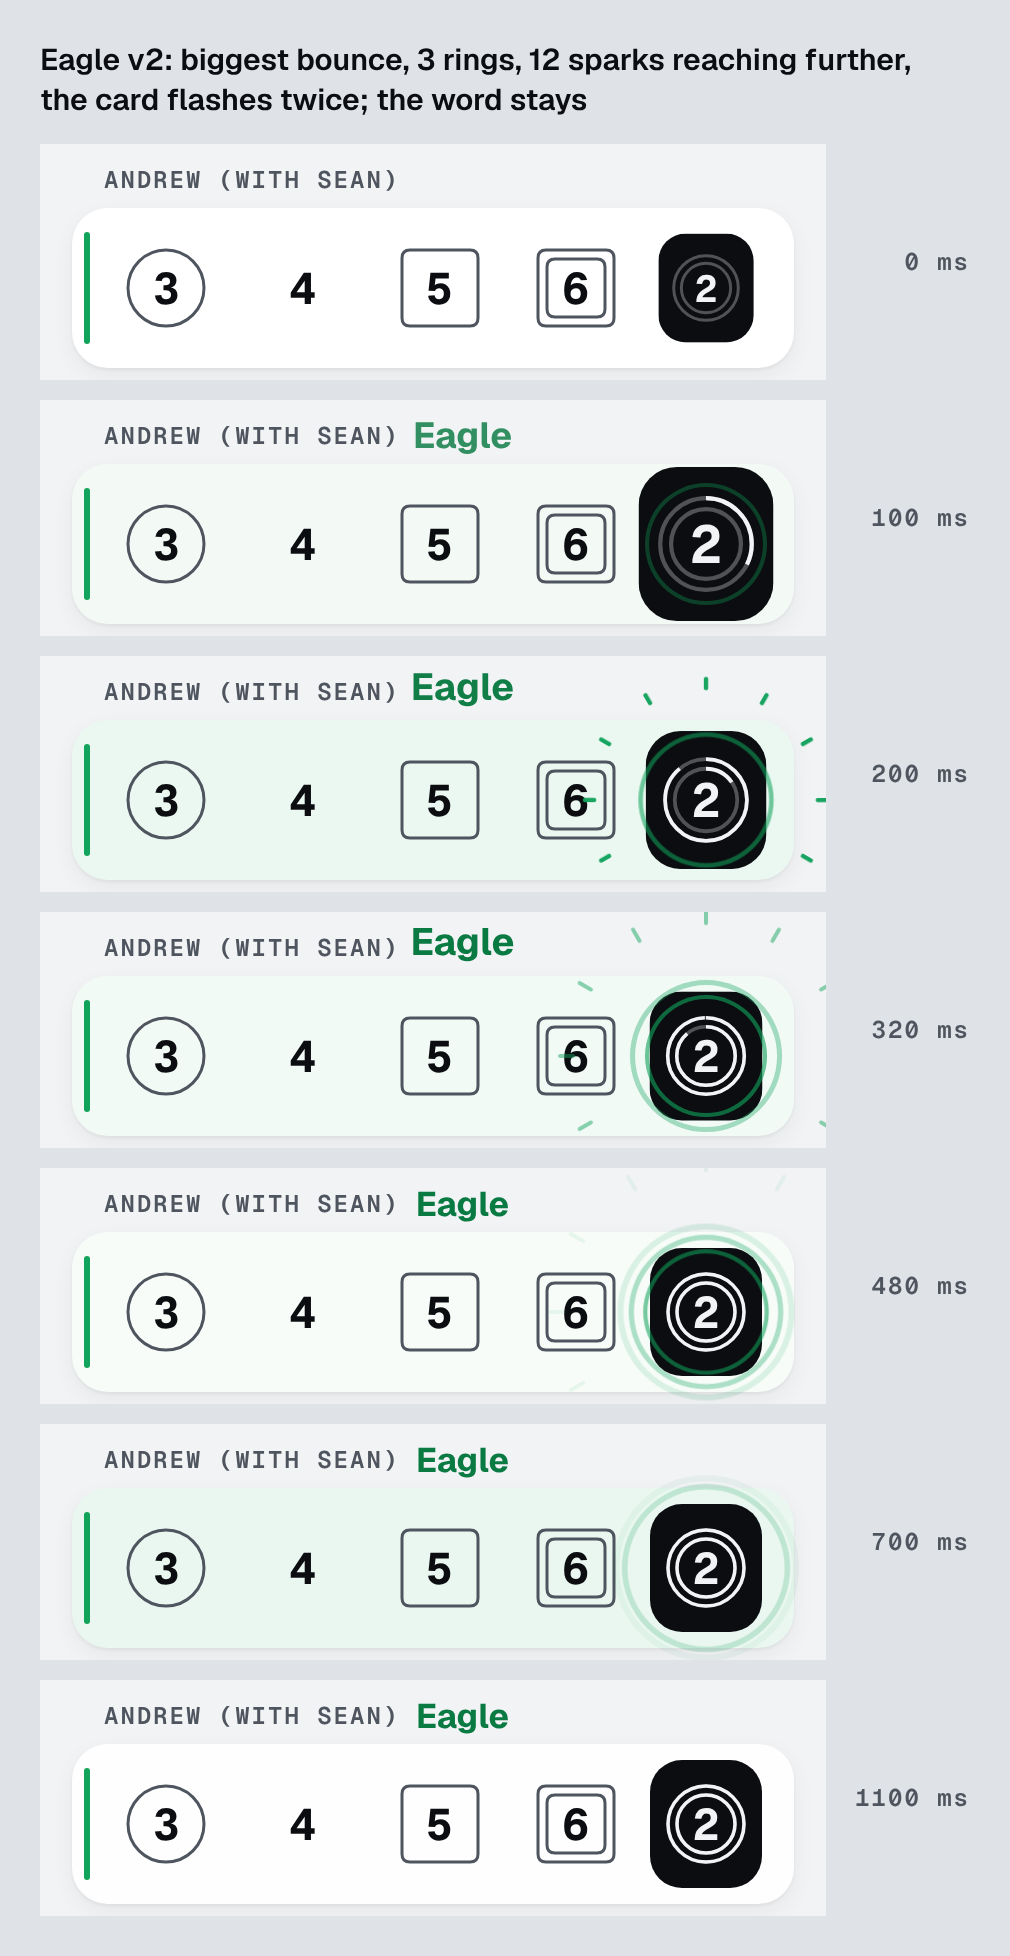 Eagle v2: biggest bounce, 3 rings, 12 sparks reaching further,
the card flashes twice; the word stays
ANDREW (WITH SEAN)
3 4 5 6 2
0 ms
ANDREW (WITH SEAN) Eagle
3 4 5 6 2
100 ms
ANDREW (WITH SEAN) Eagle
3 4 5 6 2
200 ms
ANDREW (WITH SEAN) Eagle
3 4 5 6 2
320 ms
ANDREW (WITH SEAN) Eagle
3 4 5 6 2
480 ms
ANDREW (WITH SEAN) Eagle
3 4 5 6 2
700 ms
ANDREW (WITH SEAN) Eagle
3 4 5 6 2
1100 ms